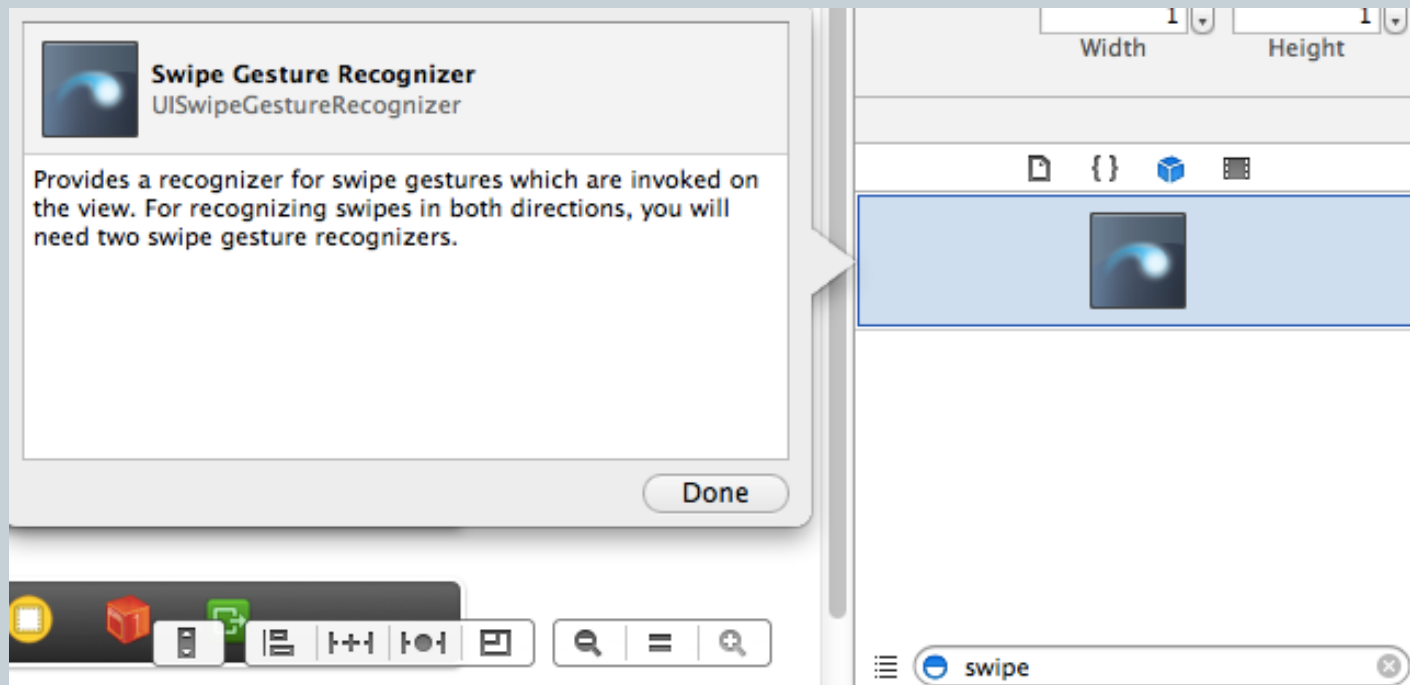 Swipe Gesture Recognizer
UISwipeGestureRecognizer
Provides a recognizer for swipe gestures which are invoked on
the view. For recognizing swipes in both directions, you will
need two swipe gesture recognizers.
Done
1 1
Width Height
{ }
1
swipe